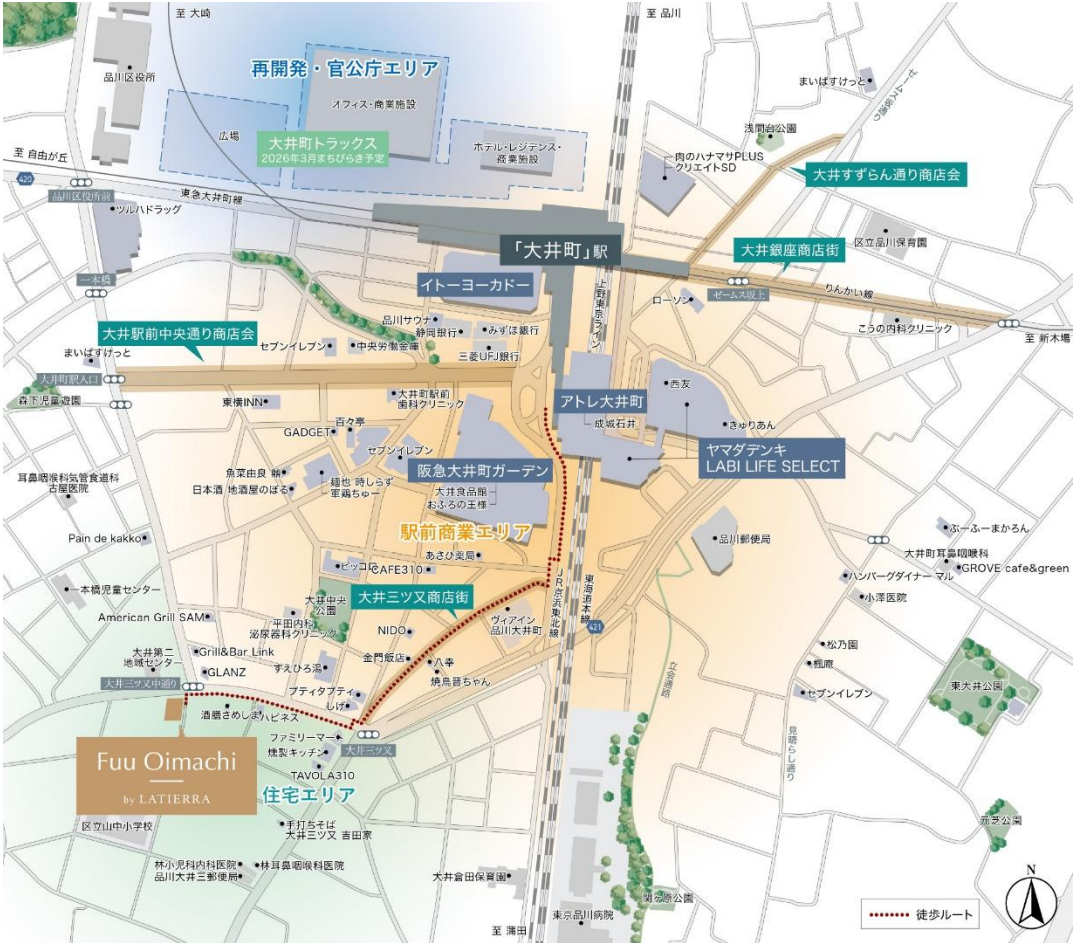 至 大崎
至 品川
品川区役所
再開発・官公庁エリア
オフィス・商業施設
広場
大井町トラックス
2026年3月まちびらき予定
ホテル・レジデンス・
商業施設
まいばすけっと
ゼームス坂通り
浅間台公園
肉のハナマサPLUS
クリエイトSD
大井すずらん通り商店会
至 自由が丘
420
品川区役所前
東急大井町線
ツルハドラッグ
「大井町」駅
区立品川保育園
大井銀座商店街
イトーヨーカドー
上野東京ライン
ローソン
ゼームス坂上
りんかい線
一本橋
品川サウナ
静岡銀行
みずほ銀行
こうの内科クリニック
至 新木場
大井駅前中央通り商店会
セブンイレブン
中央労働金庫
三菱UFJ銀行
まいばすけっと
大井町駅入口
森下児童遊園
東横INN
大井町駅前
歯科クリニック
アトレ大井町
成城石井
西友
きゅりあん
ヤマダデンキ
LABI LIFE SELECT
百々亭
GADGET
セブンイレブン
阪急大井町ガーデン
大井食品館
おふろの王様
魚菜由良 鮪
日本酒 地酒屋のぼる
麺也 時しらず
軍鶏ちゅー
耳鼻咽喉科気管食道科
古屋医院
駅前商業エリア
品川郵便局
ぶーふーまかろん
Pain de kakko
あさひ薬局
ピッコロ
CAFE310
大井町耳鼻咽喉科
GROVE cafe&green
ハンバーグダイナー マル
小澤医院
一本橋児童センター
大井中央
公園
大井三ツ又商店街
JR京浜東北線
東海道本線
ヴィアイン
品川大井町
421
American Grill SAM
平田内科
泌尿器科クリニック
NIDO
松乃園
楓庵
大井第二
地域センター
Grill&Bar Link
金門飯店
八幸
焼鳥晋ちゃん
すえひろ湯
GLANZ
立会道路
セブンイレブン
東大井公園
大井三ツ又中通り
プティタプティ
しげ
酒膳さめしま
ハピネス
見晴らし通り
ファミリーマート
大井三ツ又
燻製キッチン
TAVOLA310
Fuu Oimachi
by LATIERRA
住宅エリア
区立山中小学校
手打ちそば
大井三ツ又 吉田家
元芝公園
林小児科内科医院
林耳鼻咽喉科医院
品川大井三郵便局
大井倉田保育園
関ヶ原公園
東京品川病院
至 蒲田
N
徒歩ルート